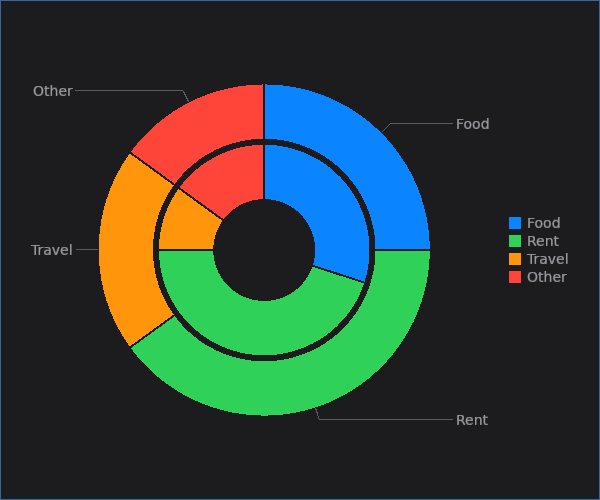 Other
Food
Travel
Rent
Food
Rent
Travel
Other